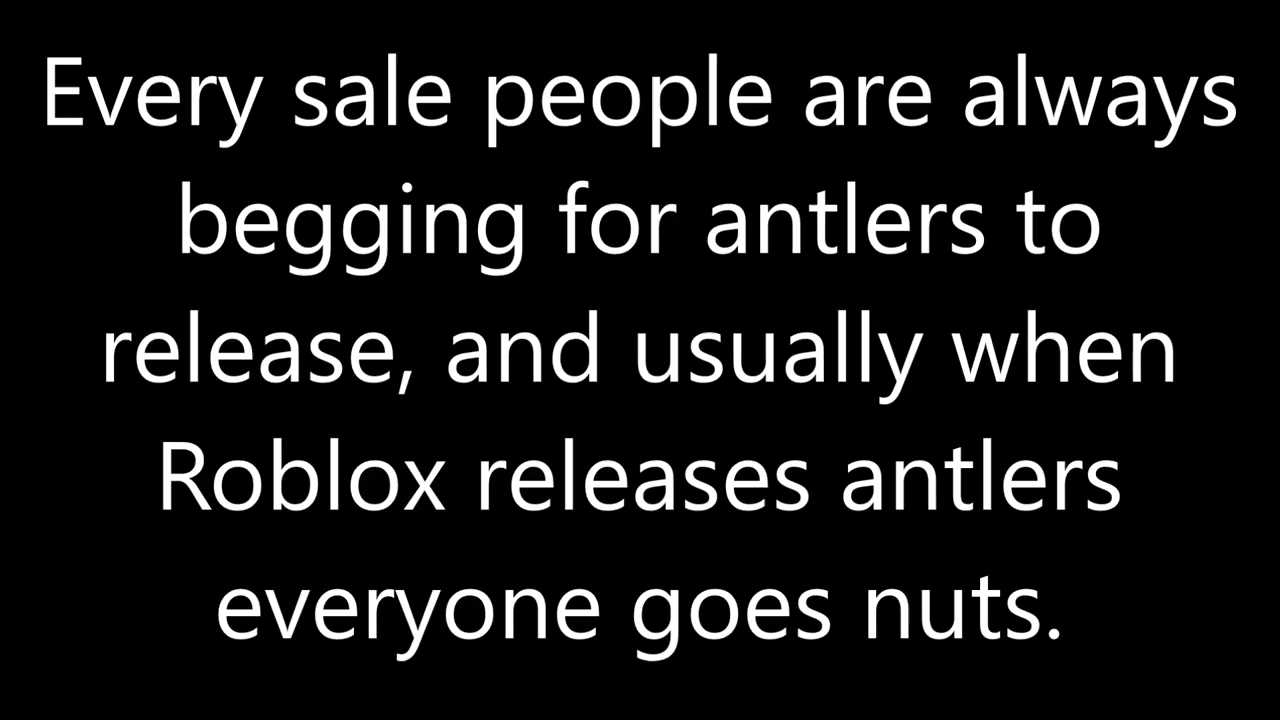 Every sale people are always
begging for antlers to
release, and usually when
Roblox releases antlers
everyone goes nuts.